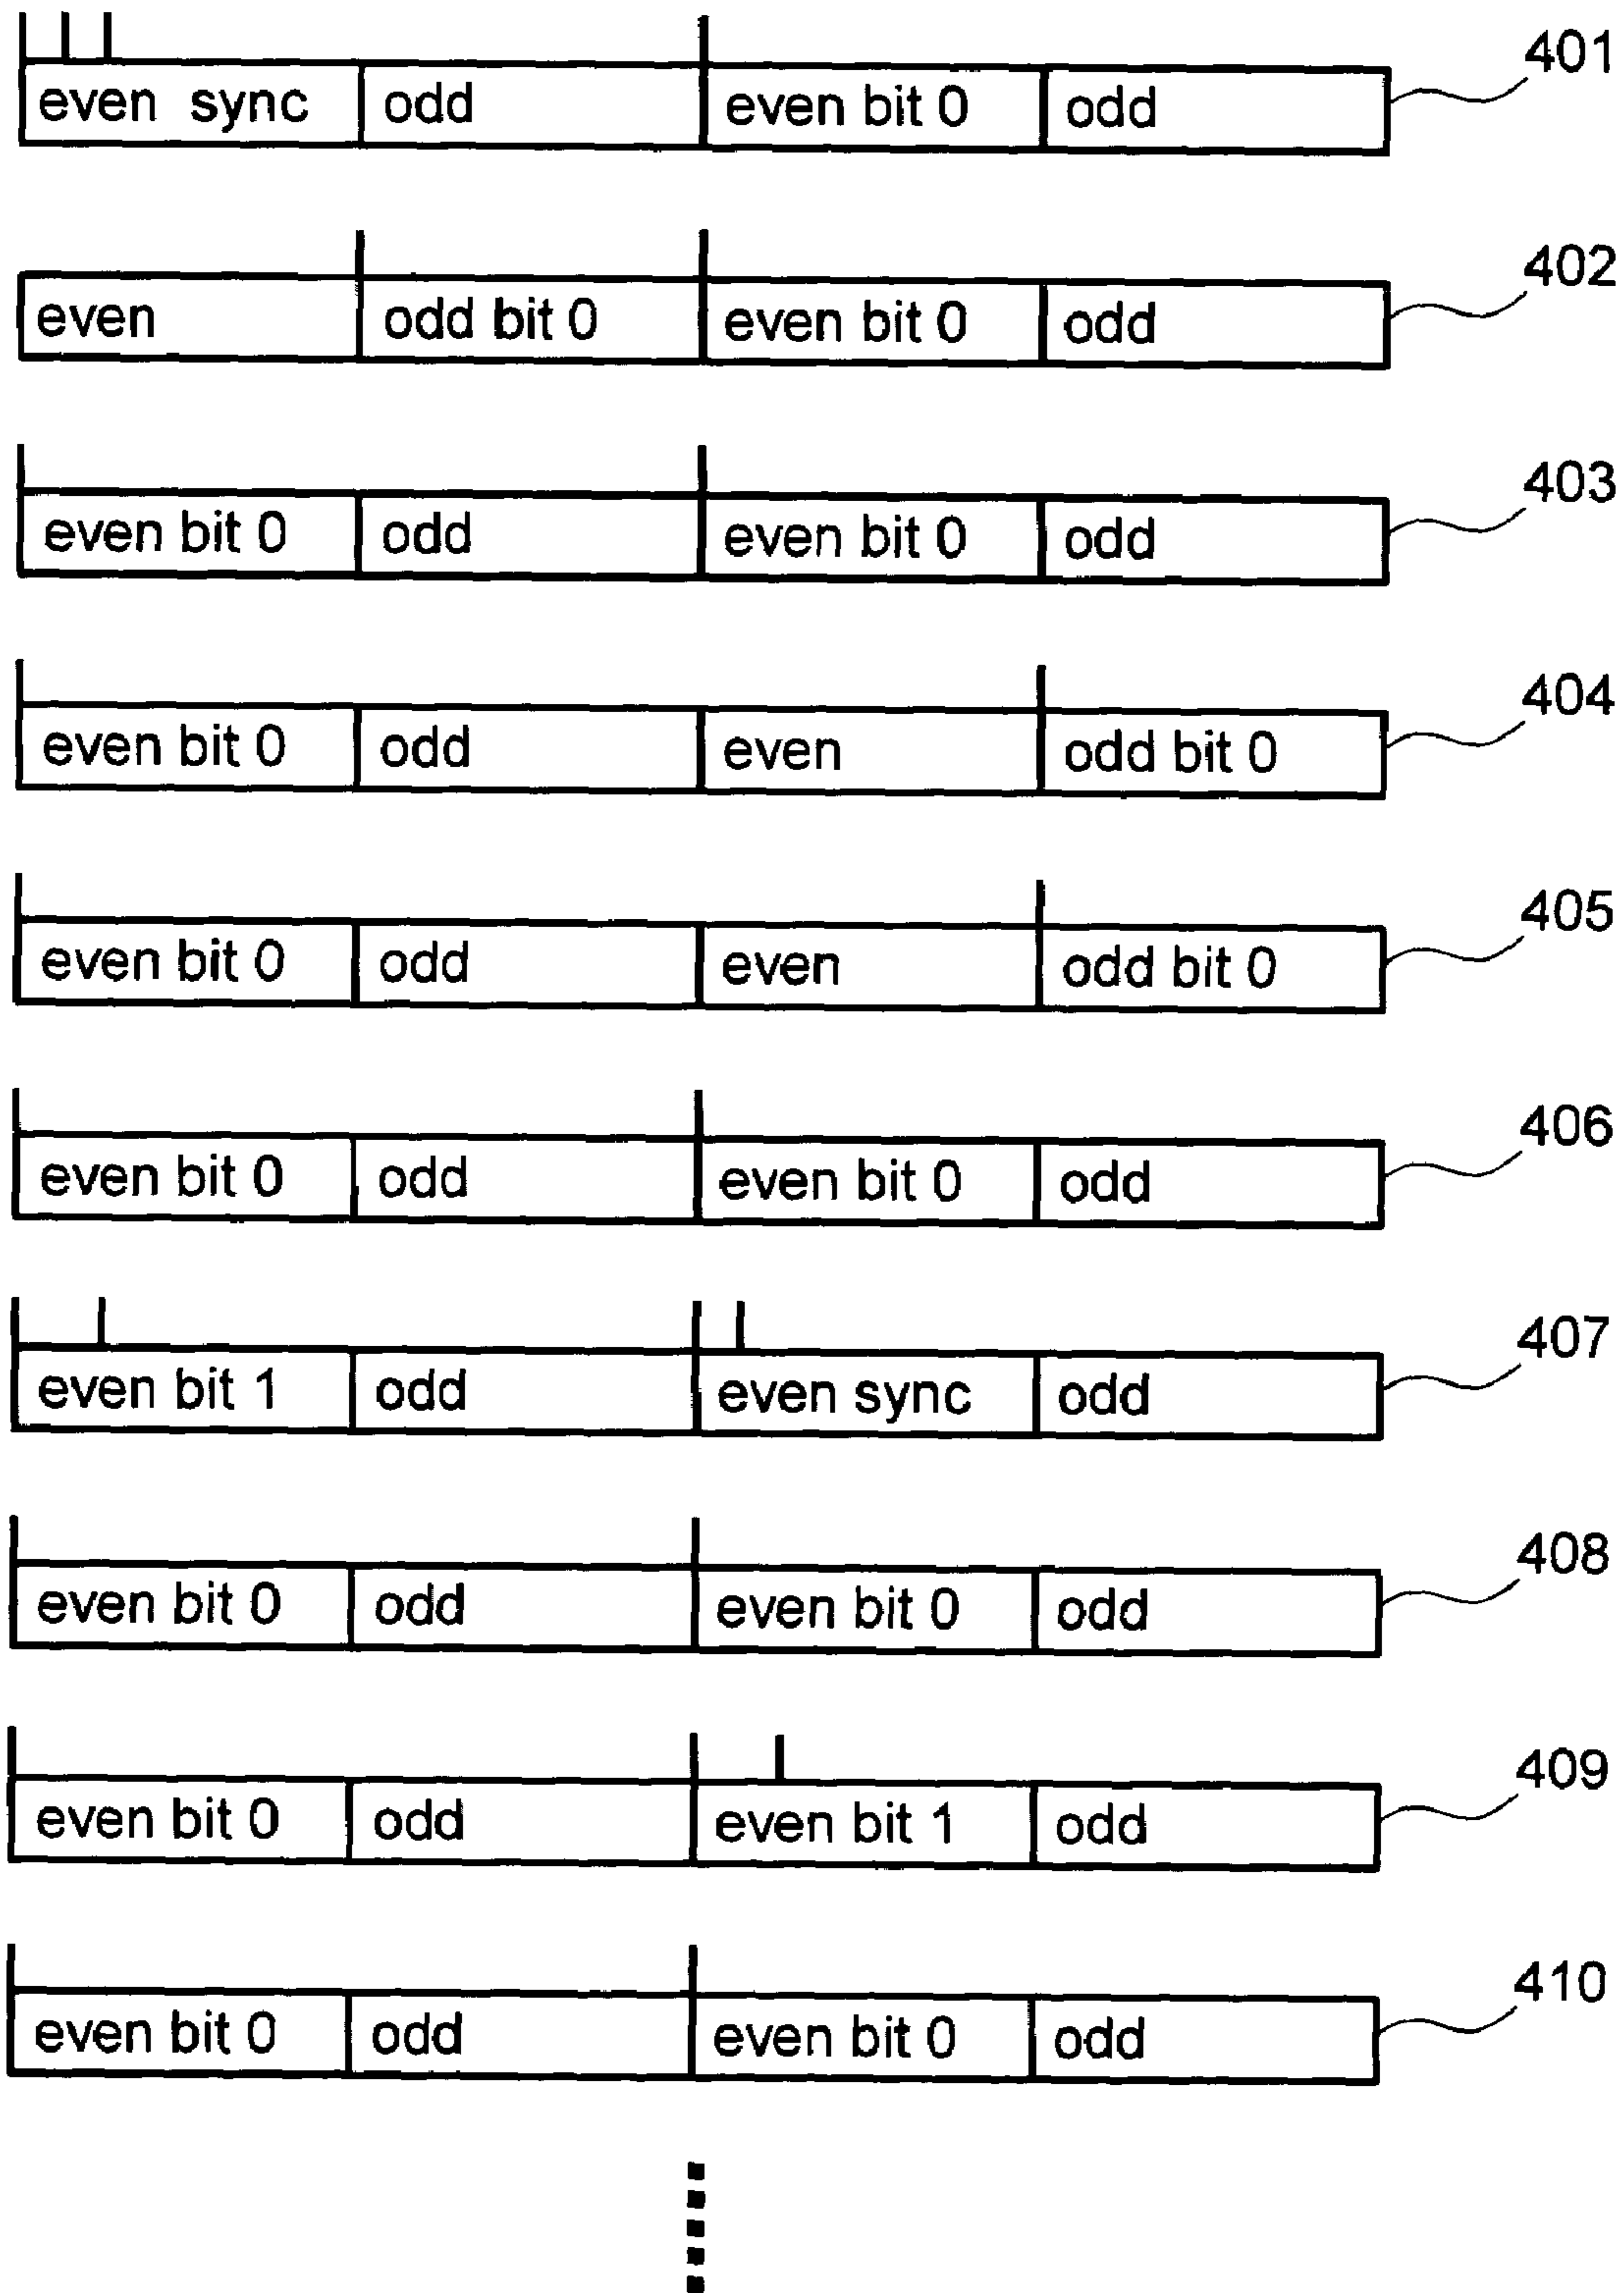 401
even sync odd even bit 0 odd
402
even odd bit 0 even bit 0 odd
403
even bit 0 odd even bit 0 odd
404
even bit 0 odd even odd bit 0
405
even bit 0 odd even odd bit 0
406
even bit 0 odd even bit 0 odd
407
even bit 1 odd even sync odd
408
even bit 0 odd even bit 0 odd
409
even bit 0 odd even bit 1 odd
410
even bit 0 odd even bit 0 odd